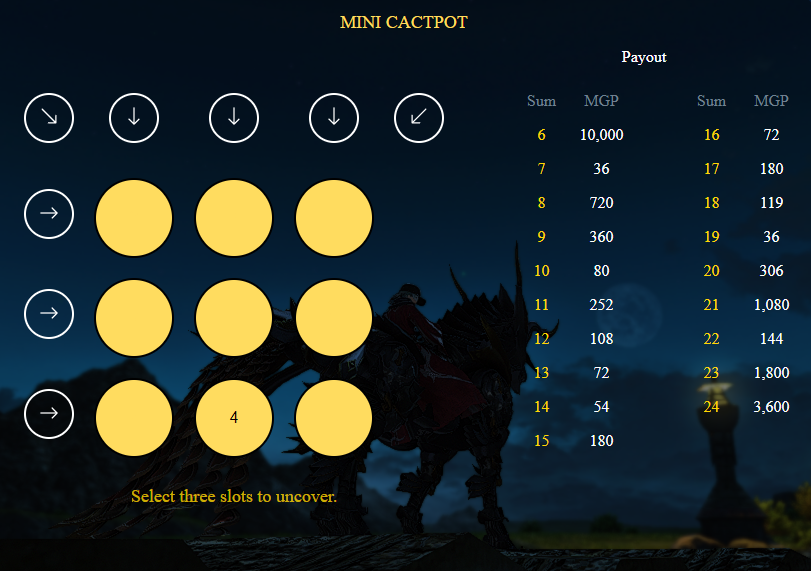 MINI CACTPOT
Payout
Sum MGP Sum MGP
6 10,000 16 72
7 36 17 180
8 720 18 119
9 360 19 36
10 80 20 306
11 252 21 1,080
12 108 22 144
13 72 23 1,800
14 54 24 3,600
15 180
4
Select three slots to uncover.